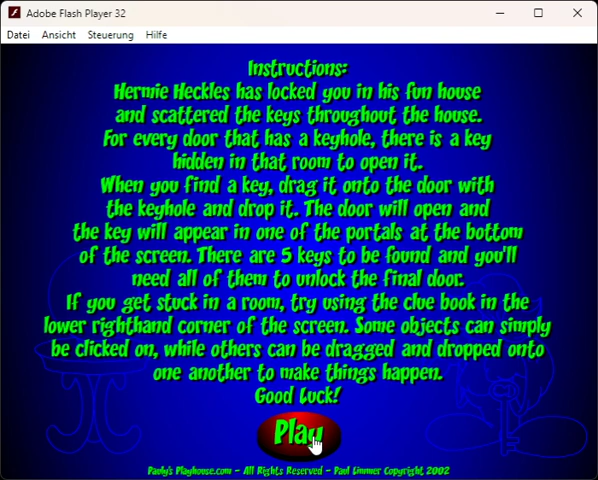 Adobe Flash Player 32
Datei Ansicht Steuerung Hilfe
Instructions:
Hermie Heckles has locked you in his fun house
and scattered the keys throughout the house.
For every door that has a keyhole, there is a key
hidden in that room to open it.
When you find a key, drag it onto the door with
the keyhole and drop it. The door will open and
the key will appear in one of the portals at the bottom
of the screen. There are 5 keys to be found and you'll
need all of them to unlock the final door.
If you get stuck in a room, try using the clue book in the
lower righthand corner of the screen. Some objects can simply
be clicked on, while others can be dragged and dropped onto
one another to make things happen.
Good Luck!
Play
Pauly's Playhouse.com - All Rights Reserved - Paul Limmer Copyright 2002